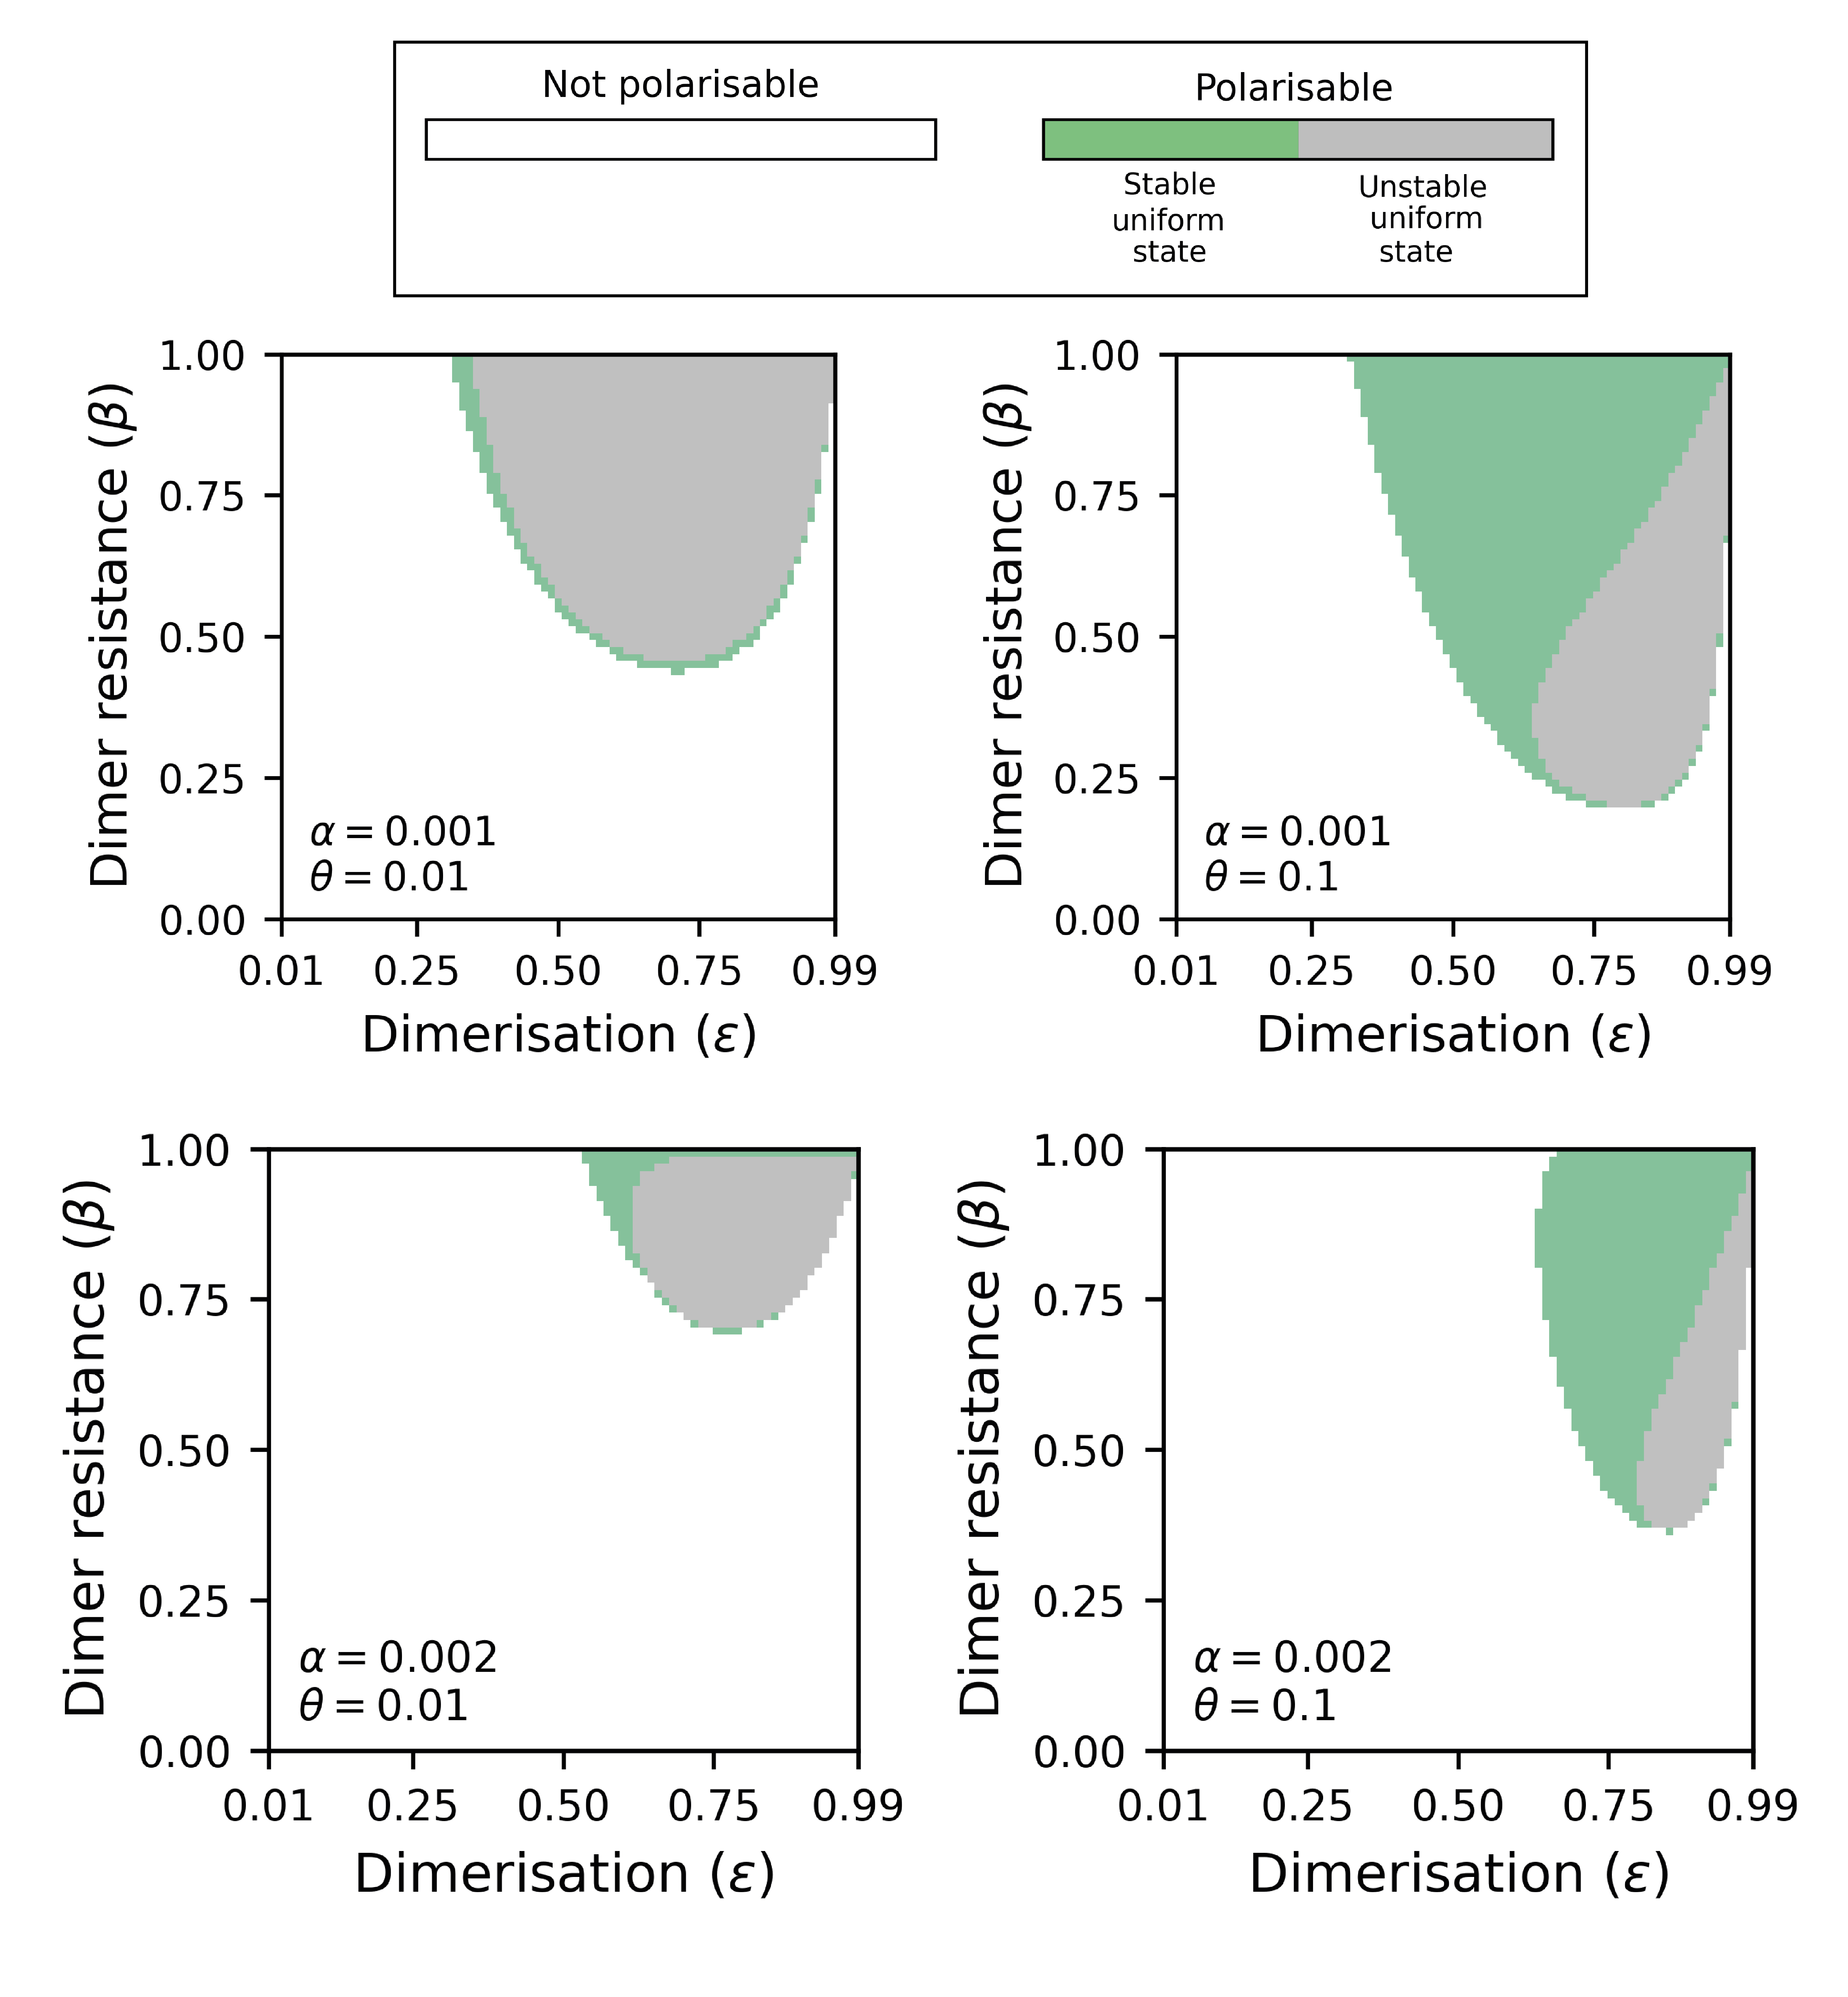 Not polarisable
Polarisable
Stable
uniform
state
Unstable
uniform
state
1.00
0.75
0.50
0.25
0.00
Dimer resistance (β)
α = 0.001
θ = 0.01
0.01 0.25 0.50 0.75 0.99
Dimerisation (ε)
1.00
0.75
0.50
0.25
0.00
Dimer resistance (β)
α = 0.001
θ = 0.1
0.01 0.25 0.50 0.75 0.99
Dimerisation (ε)
1.00
0.75
0.50
0.25
0.00
Dimer resistance (β)
α = 0.002
θ = 0.01
0.01 0.25 0.50 0.75 0.99
Dimerisation (ε)
1.00
0.75
0.50
0.25
0.00
Dimer resistance (β)
α = 0.002
θ = 0.1
0.01 0.25 0.50 0.75 0.99
Dimerisation (ε)